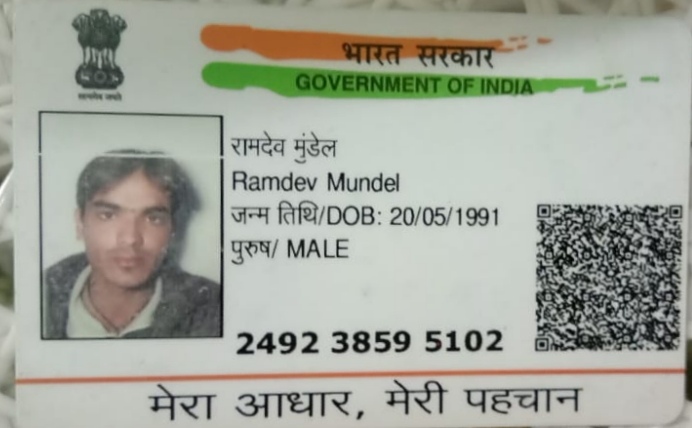 सत्यमेव जयते
भारत सरकार
GOVERNMENT OF INDIA
रामदेव मुंडेल
Ramdev Mundel
जन्म तिथि/DOB: 20/05/1991
पुरुष/ MALE
2492 3859 5102
मेरा आधार, मेरी पहचान